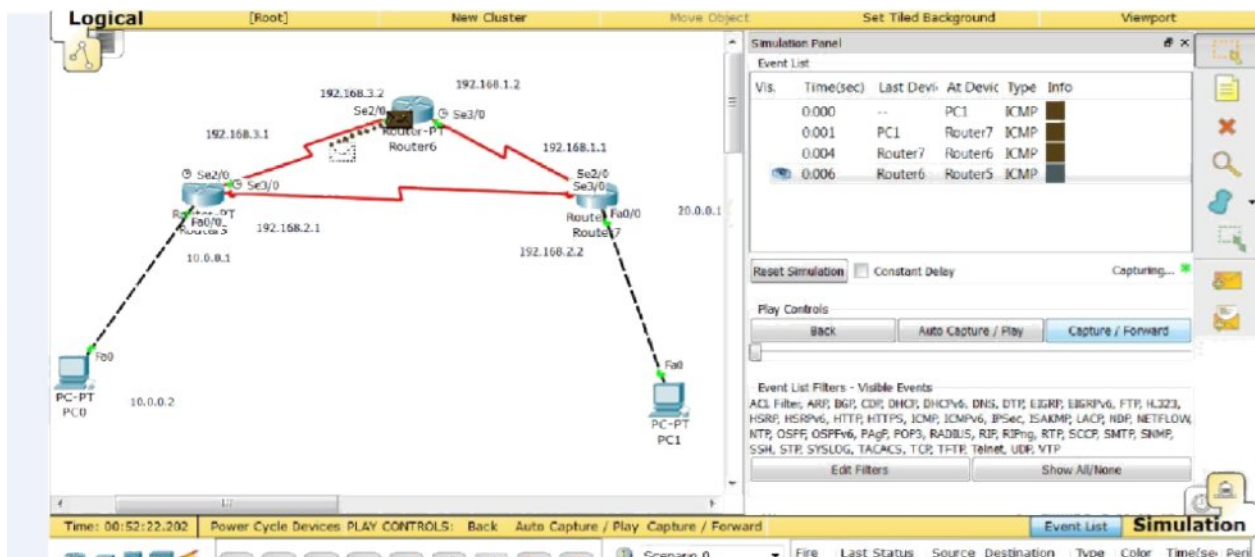 Logical [Root] New Cluster Move Object Set Tiled Background Viewport
192.168.3.2
192.168.1.2
Se2/0
Se3/0
Router-PT
Router6
192.168.3.1
192.168.1.1
Se2/0
Se3/0
Se2/0
Se3/0
Fa0/0
Fa0/0
192.168.2.1
192.168.2.2
20.0.0.1
10.0.8.1
Fa0
PC-PT
PC0
10.0.0.2
Fa0
PC-PT
PC1
Simulation Panel
Event List
Vis. Time(sec) Last Devi At Devic Type Info
0.000 -- PC1 ICMP
0.001 PC1 Router7 ICMP
0.004 Router7 Router6 ICMP
0.006 Router6 Router5 ICMP
Reset Simulation Constant Delay Capturing...
Play Controls
Back Auto Capture / Play Capture / Forward
Event List Filters - Visible Events
ACL Filter, ARP, BGP, CDP, DHCP, DHCPv6, DNS, DTP, EIGRP, EIGRPv6, FTP, H.323,
HSRP, HSRPv6, HTTP, HTTPS, ICMP, ICMPv6, IPSec, ISAKMP, LACP, NDP, NETFLOW,
NTP, OSPF, OSPFv6, PAgP, POP3, RADIUS, RIP, RIPng, RTP, SCCP, SMTP, SNMP,
SSH, STP, SYSLOG, TACACS, TCP, TFTP, Telnet, UDP, VTP
Edit Filters Show All/None
Time: 00:52:22.202 Power Cycle Devices PLAY CONTROLS: Back Auto Capture / Play Capture / Forward Event List Simulation
Scenario 0 Fire Last Status Source Destination Type Color Time(se Peri